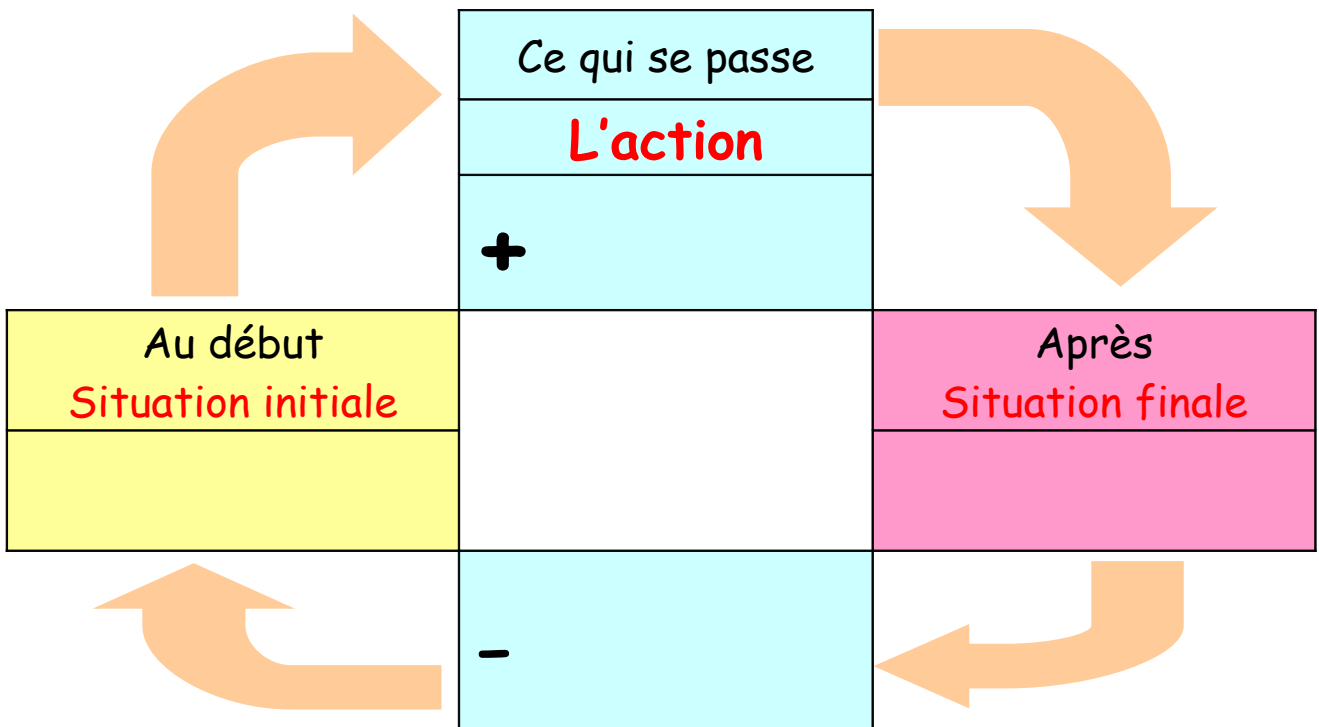 Ce qui se passe
L'action
+
Au début
Situation initiale
Après
Situation finale
-